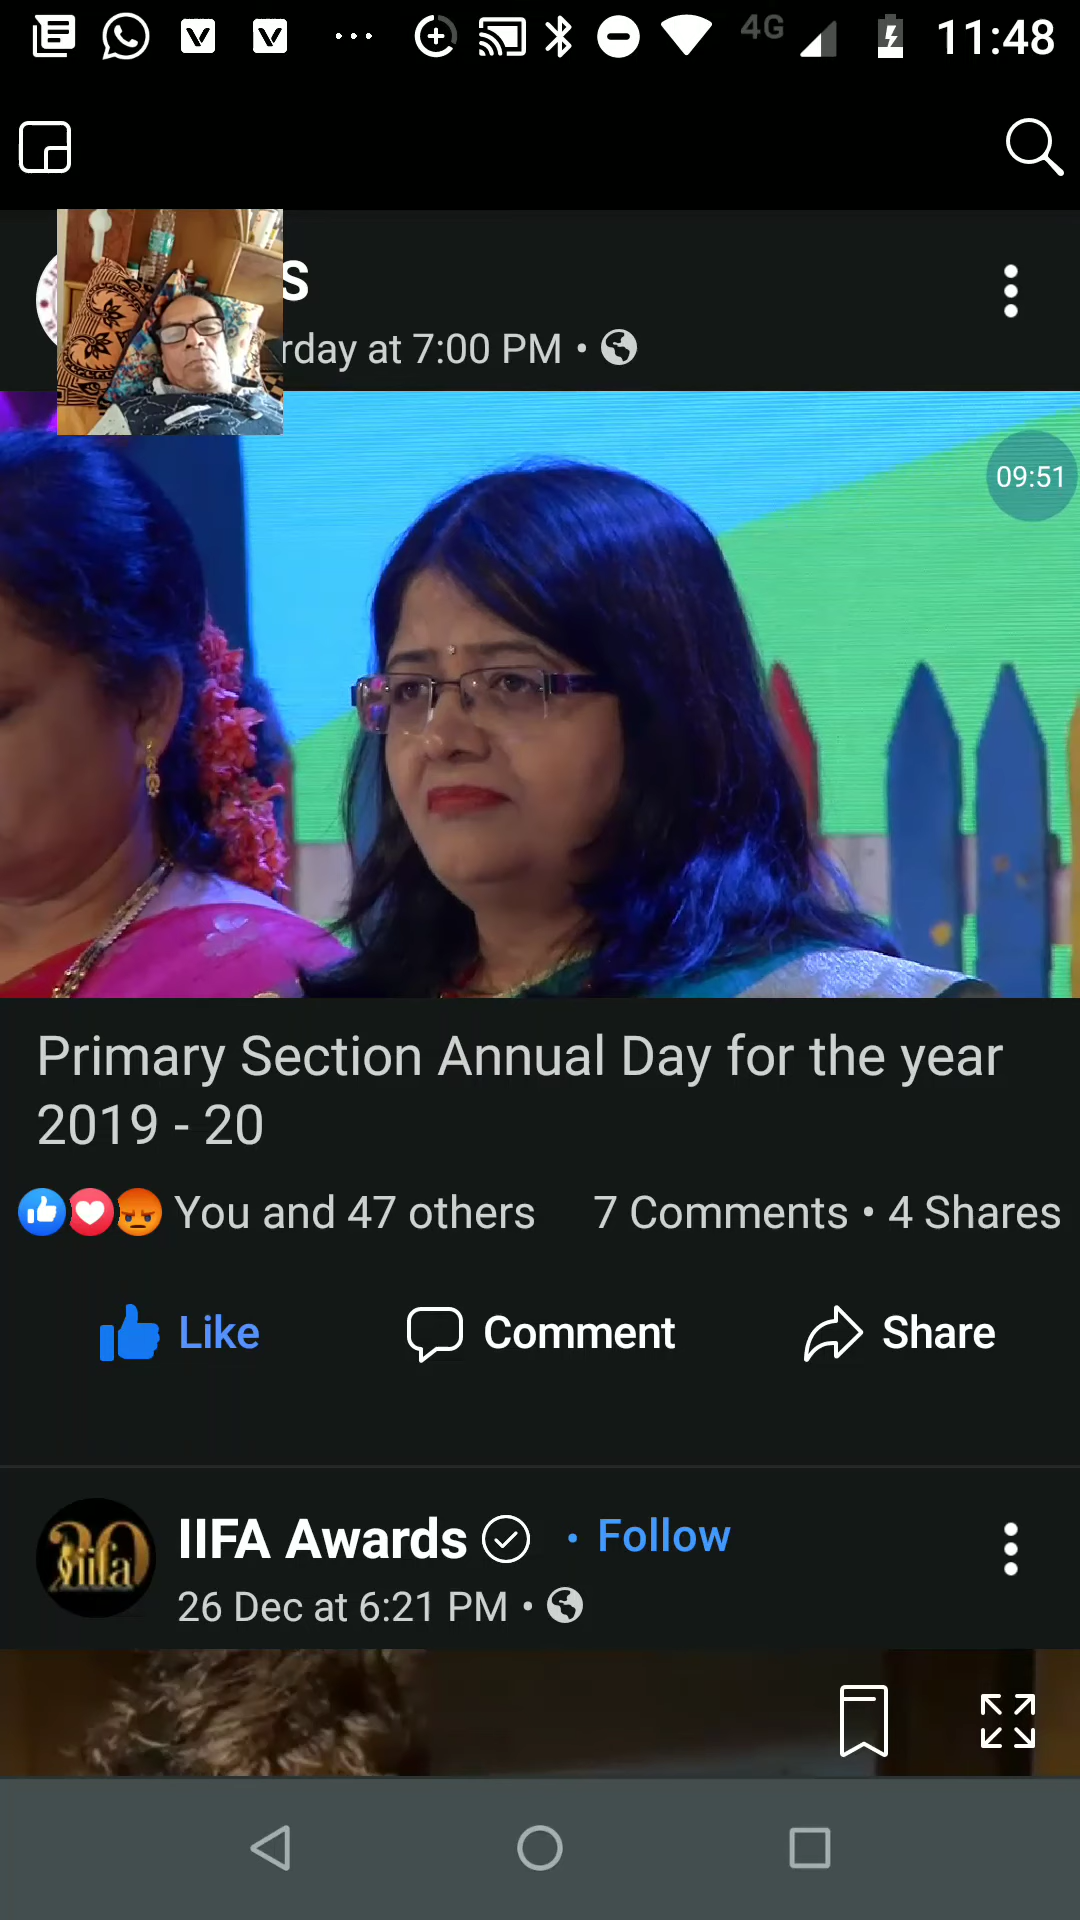 4G 11:48
S
rday at 7:00 PM •
09:51
Primary Section Annual Day for the year
2019 - 20
You and 47 others 7 Comments • 4 Shares
Like Comment Share
20
iifa
IIFA Awards • Follow
26 Dec at 6:21 PM •